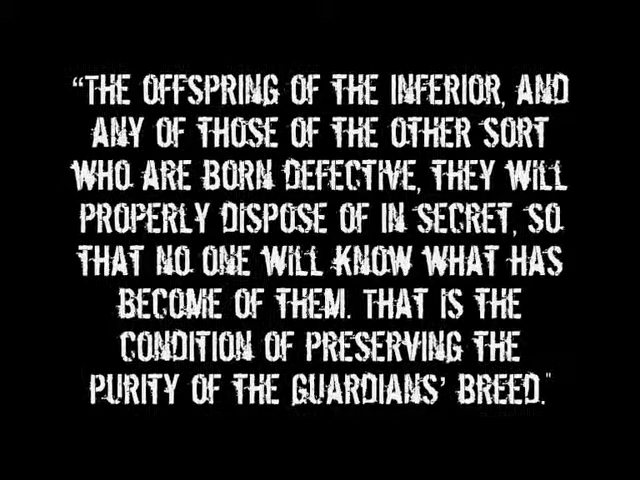 “THE OFFSPRING OF THE INFERIOR, AND
ANY OF THOSE OF THE OTHER SORT
WHO ARE BORN DEFECTIVE, THEY WILL
PROPERLY DISPOSE OF IN SECRET, SO
THAT NO ONE WILL KNOW WHAT HAS
BECOME OF THEM. THAT IS THE
CONDITION OF PRESERVING THE
PURITY OF THE GUARDIANS’ BREED."